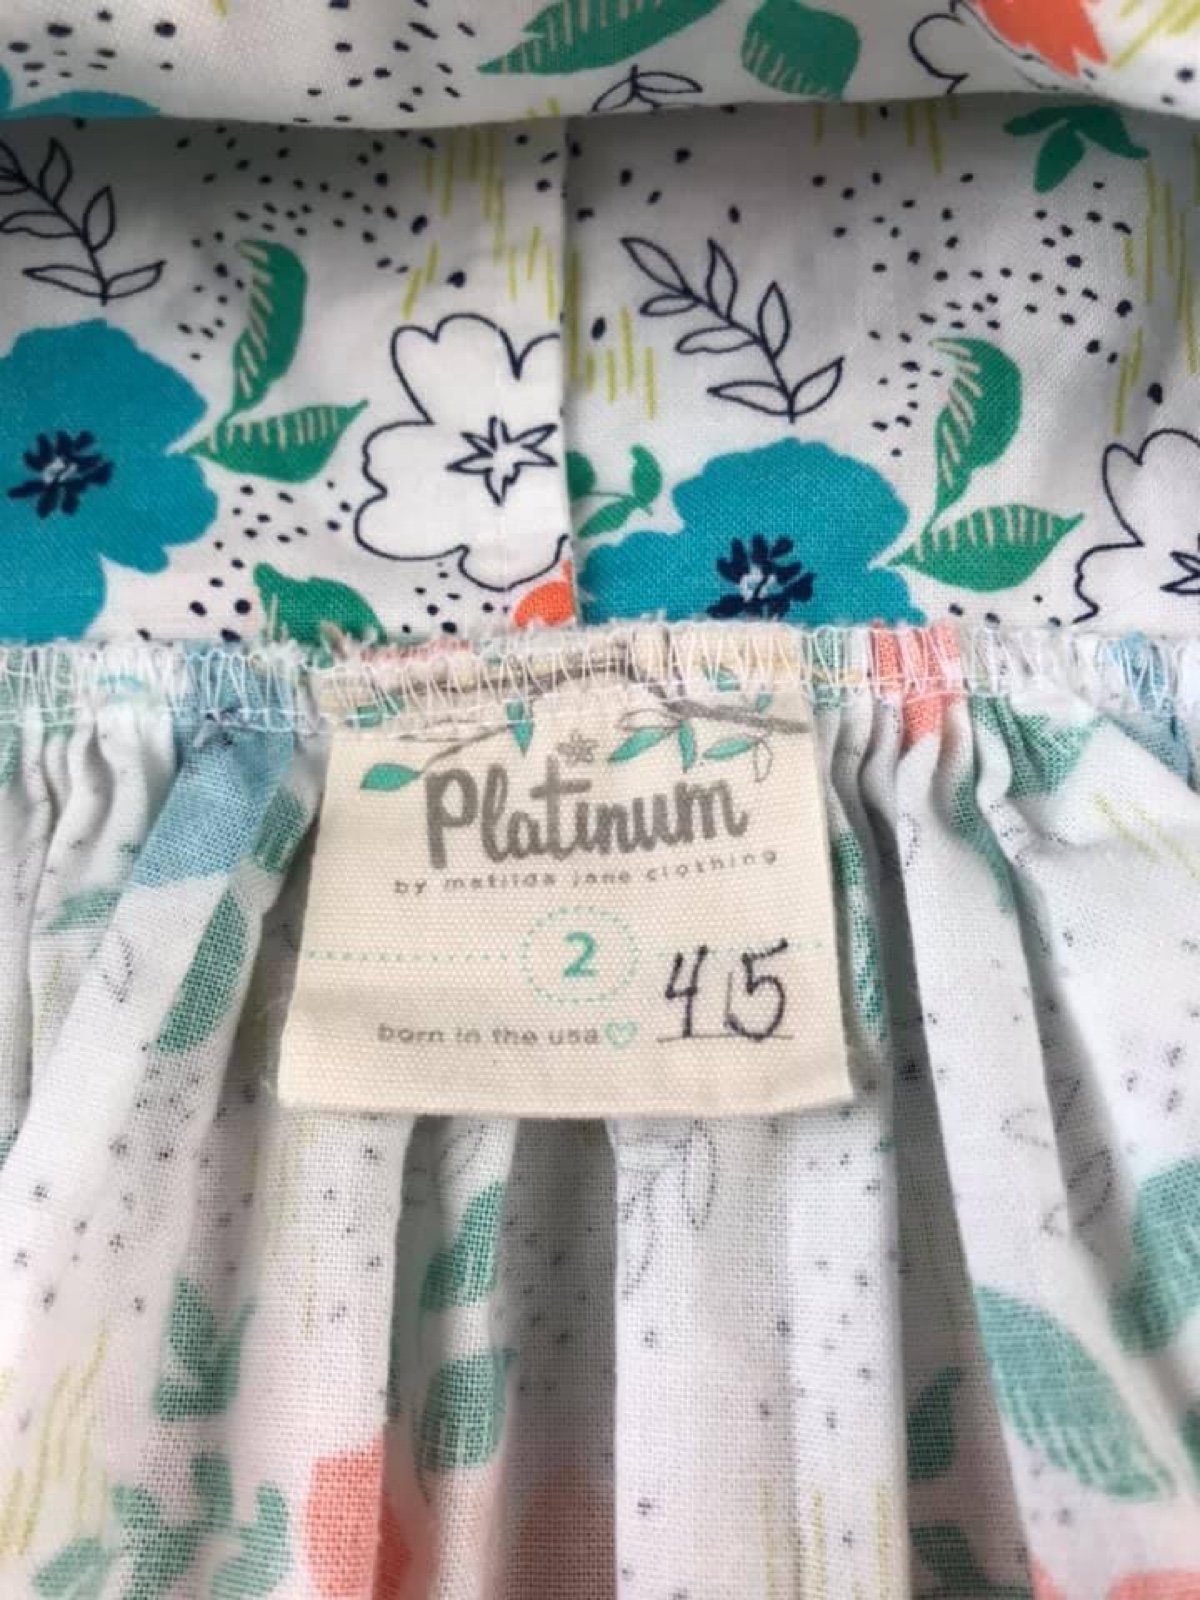 Platinum
by matilda jane clothing
2
born in the usa 45